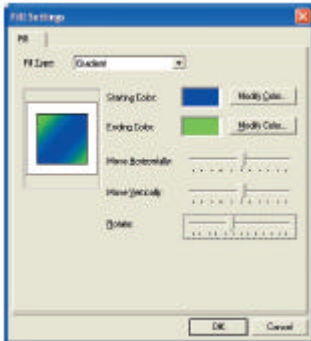 Fill Settings
Fill
Fill Type: Gradient
Starting Color: Modify Color...
Ending Color: Modify Color...
Move Horizontally:
Move Vertically:
Rotate:
OK Cancel